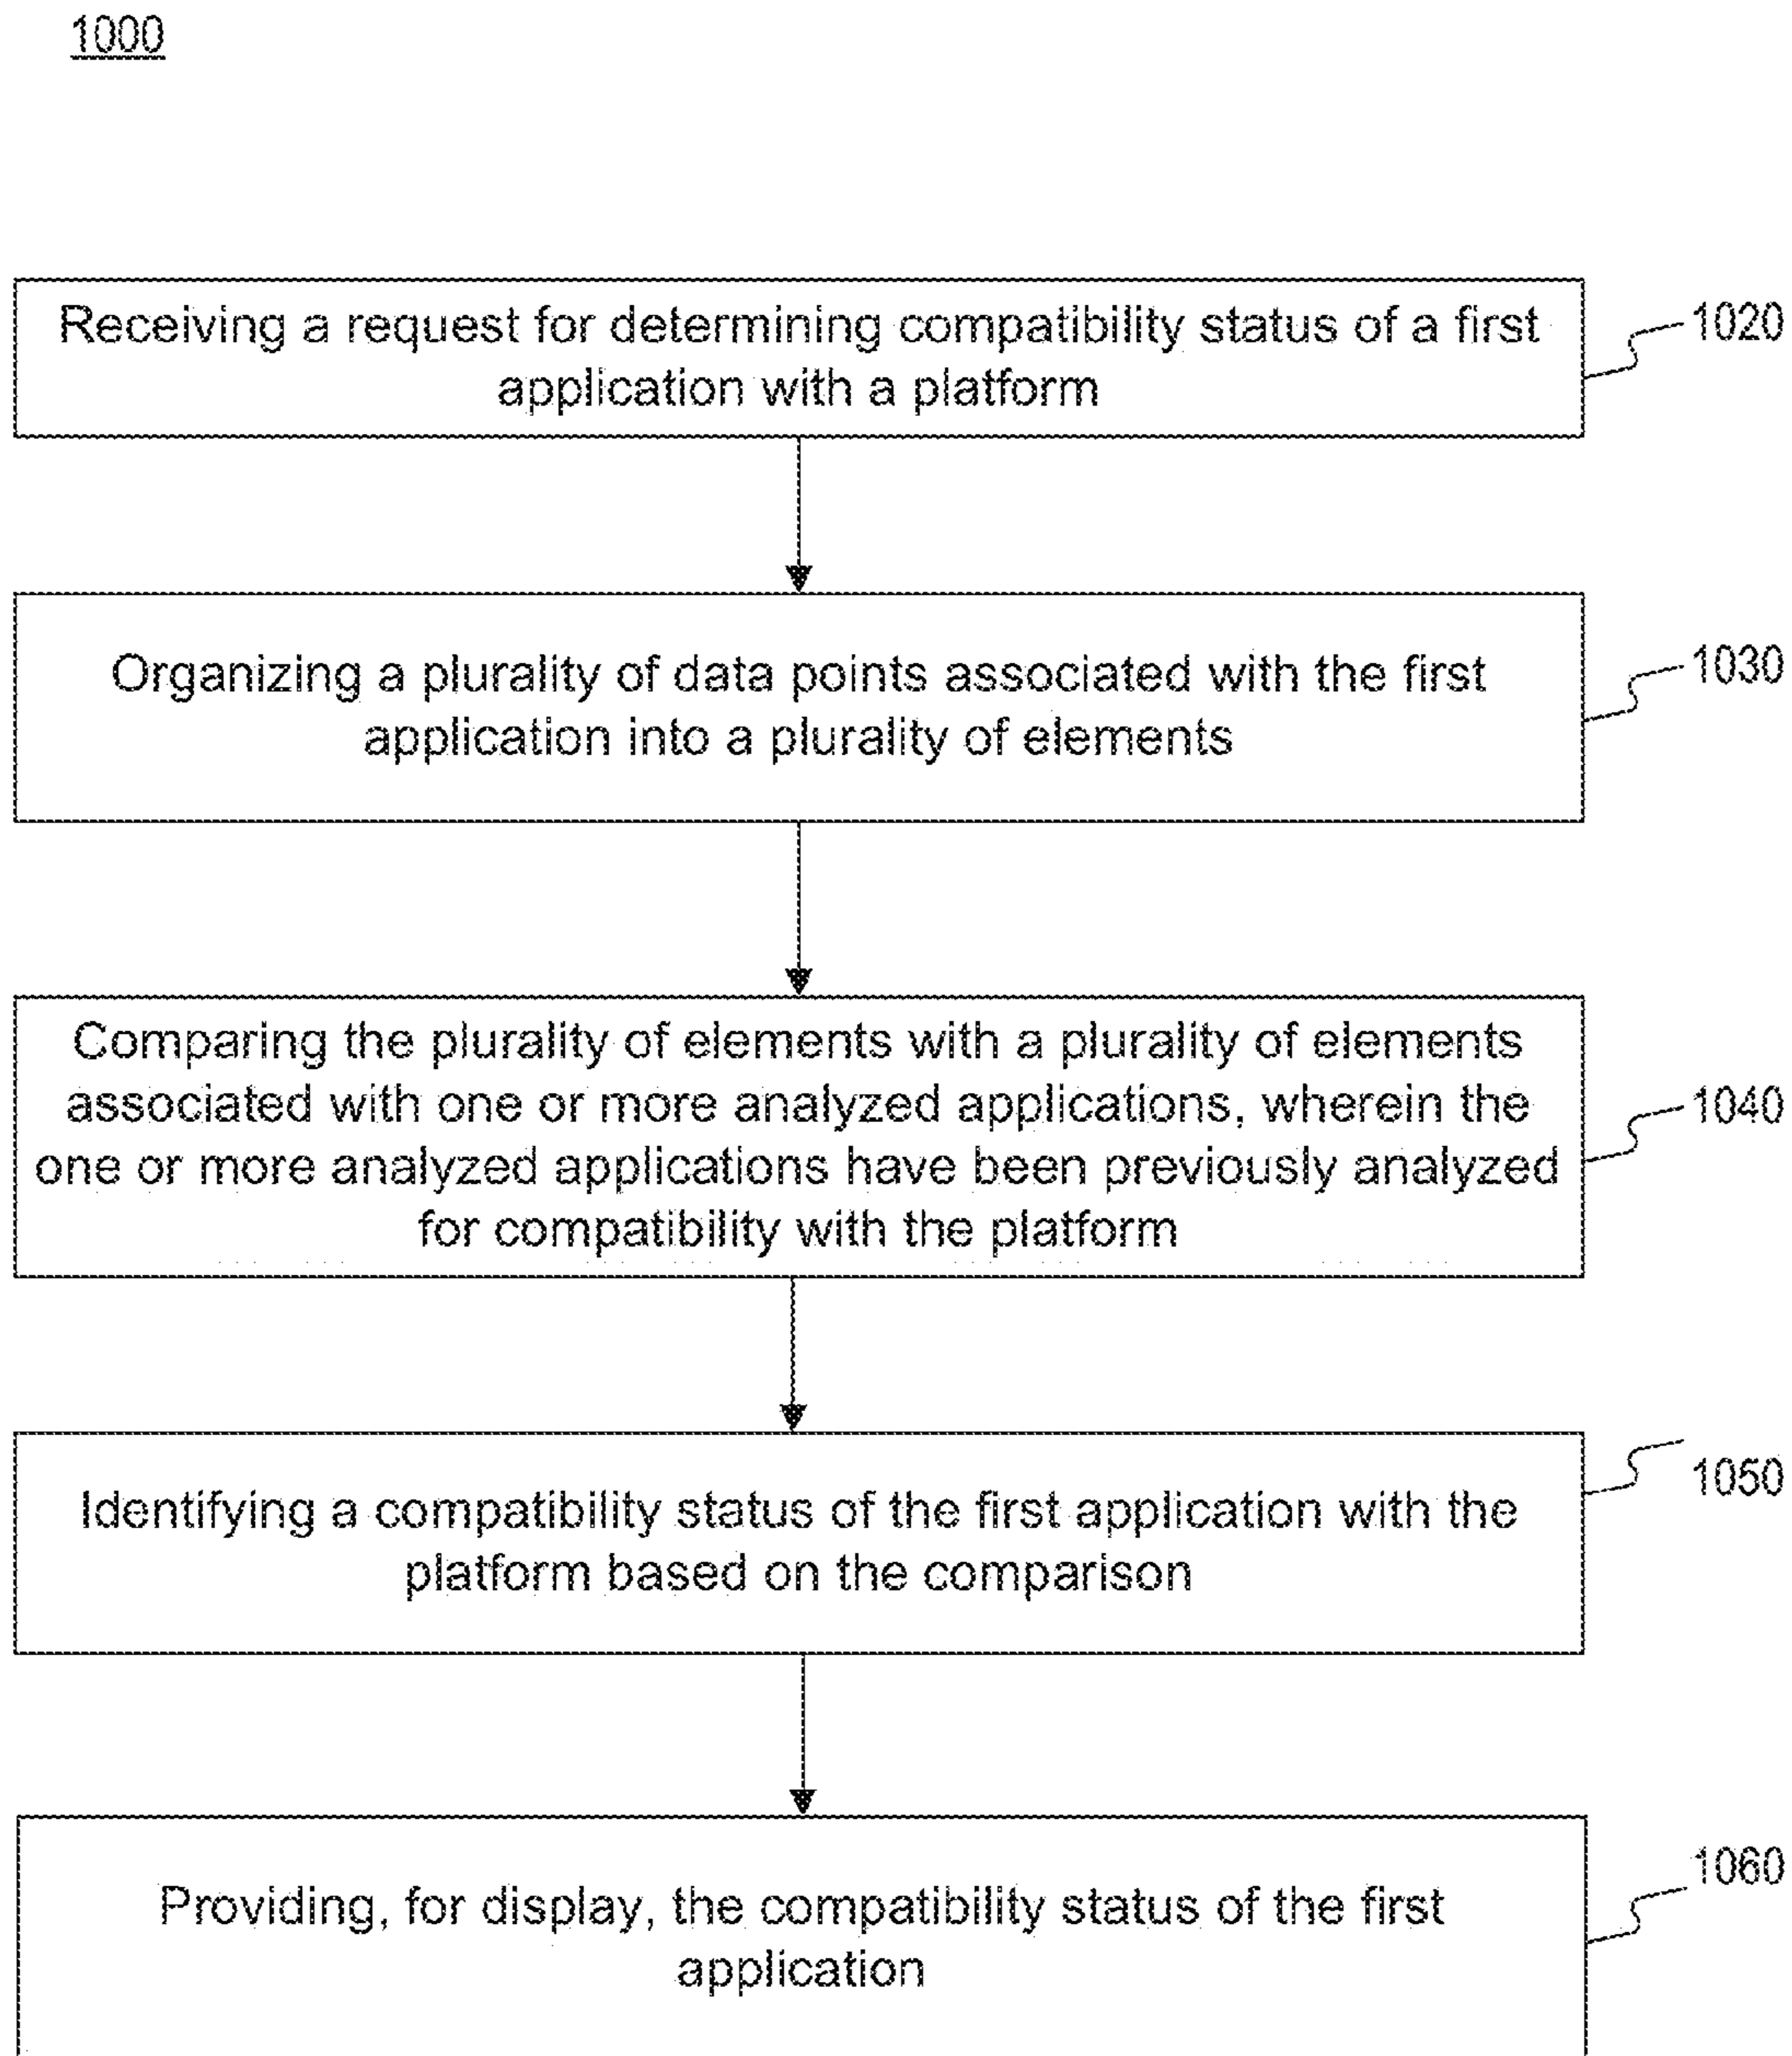 1000
Receiving a request for determining compatibility status of a first
application with a platform
1020
Organizing a plurality of data points associated with the first
application into a plurality of elements
1030
Comparing the plurality of elements with a plurality of elements
associated with one or more analyzed applications, wherein the
one or more analyzed applications have been previously analyzed
for compatibility with the platform
1040
Identifying a compatibility status of the first application with the
platform based on the comparison
1050
Providing, for display, the compatibility status of the first
application
1060